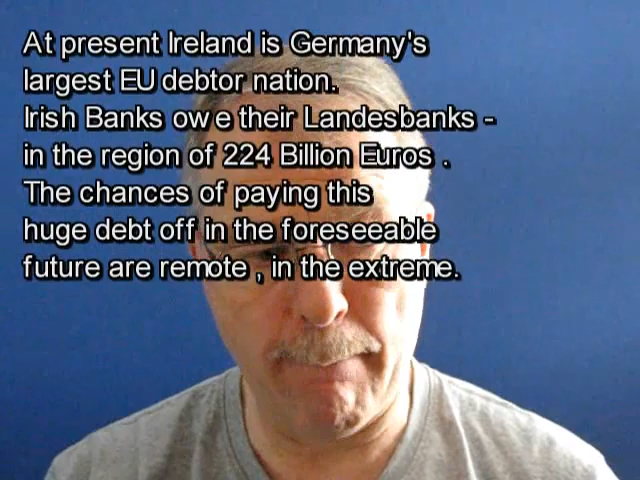 At present Ireland is Germany's
largest EU debtor nation.
Irish Banks owe their Landesbanks -
in the region of 224 Billion Euros .
The chances of paying this
huge debt off in the foreseeable
future are remote , in the extreme.